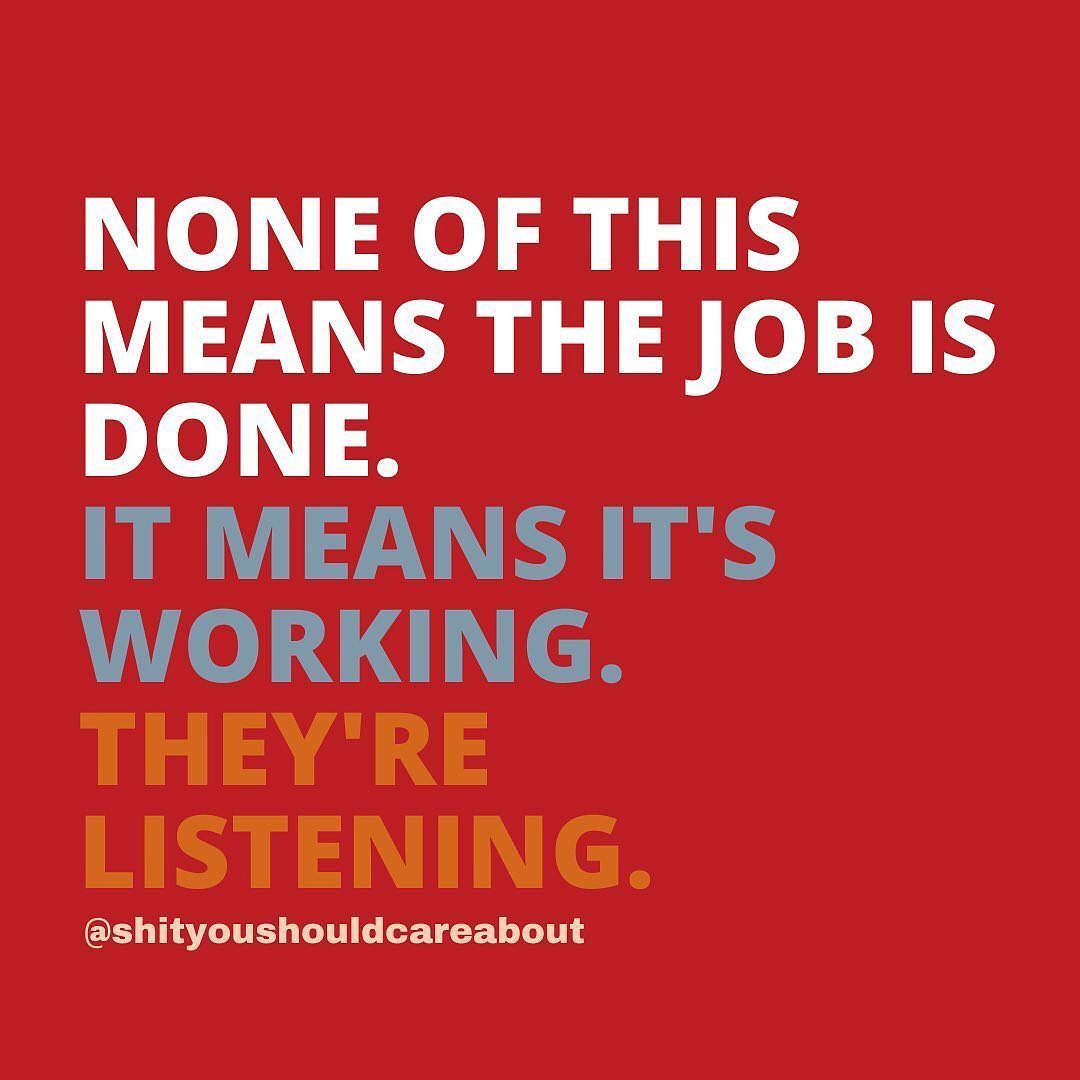 NONE OF THIS
MEANS THE JOB IS
DONE.
IT MEANS IT'S
WORKING.
THEY'RE
LISTENING.
@shityoushouldcareabout